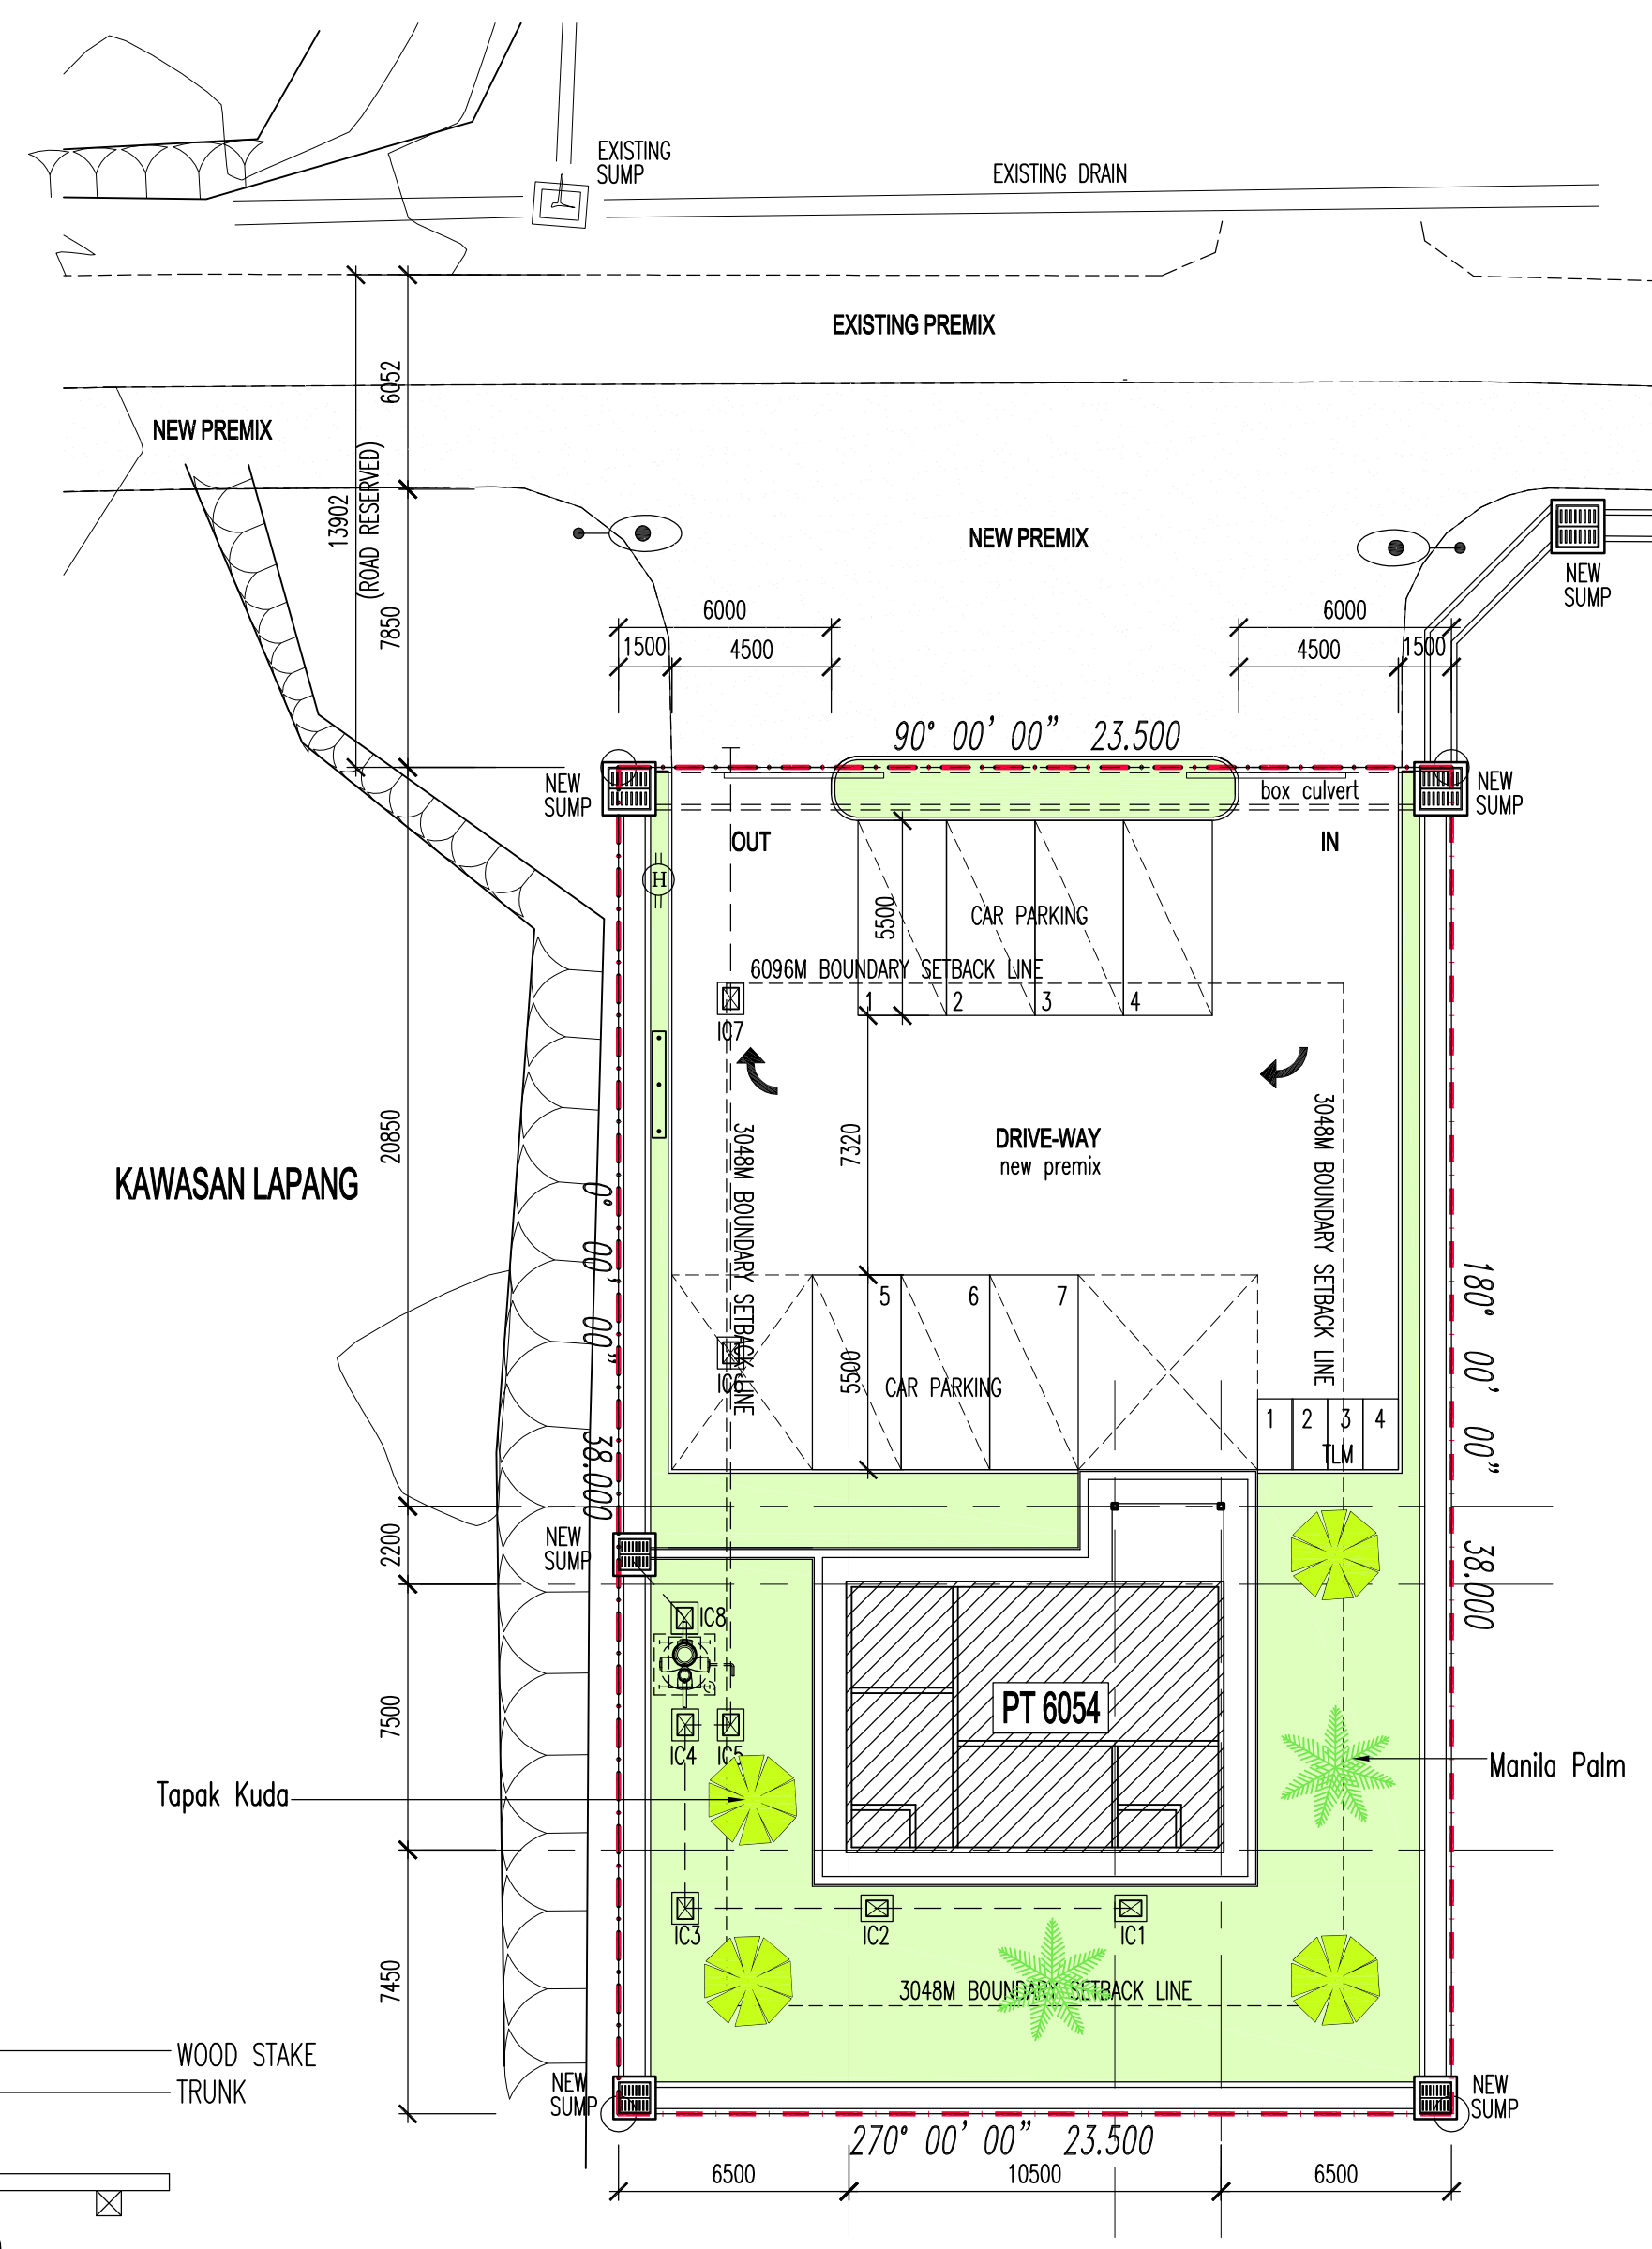 EXISTING
SUMP
EXISTING DRAIN
EXISTING PREMIX
6052
NEW PREMIX
13902
(ROAD RESERVED)
7850
NEW PREMIX
NEW
SUMP
6000
6000
1500
4500
4500
1500
90° 00' 00" 23.500
NEW
SUMP
box culvert
NEW
SUMP
OUT
IN
H
5500
CAR PARKING
6096M BOUNDARY SETBACK LINE
1
2
3
4
IC7
3048M BOUNDARY SETBACK LINE
7320
DRIVE-WAY
new premix
3048M BOUNDARY SETBACK LINE
20850
KAWASAN LAPANG
0° 00' 00" 38.000
180° 00' 00" 38.000
5
6
7
IC6
5500
CAR PARKING
1
2
3
4
TLM
2200
NEW
SUMP
IC8
7500
PT 6054
IC4
IC5
Tapak Kuda
Manila Palm
IC3
IC2
IC1
7450
3048M BOUNDARY SETBACK LINE
WOOD STAKE
TRUNK
NEW
SUMP
NEW
SUMP
270° 00' 00" 23.500
6500
10500
6500